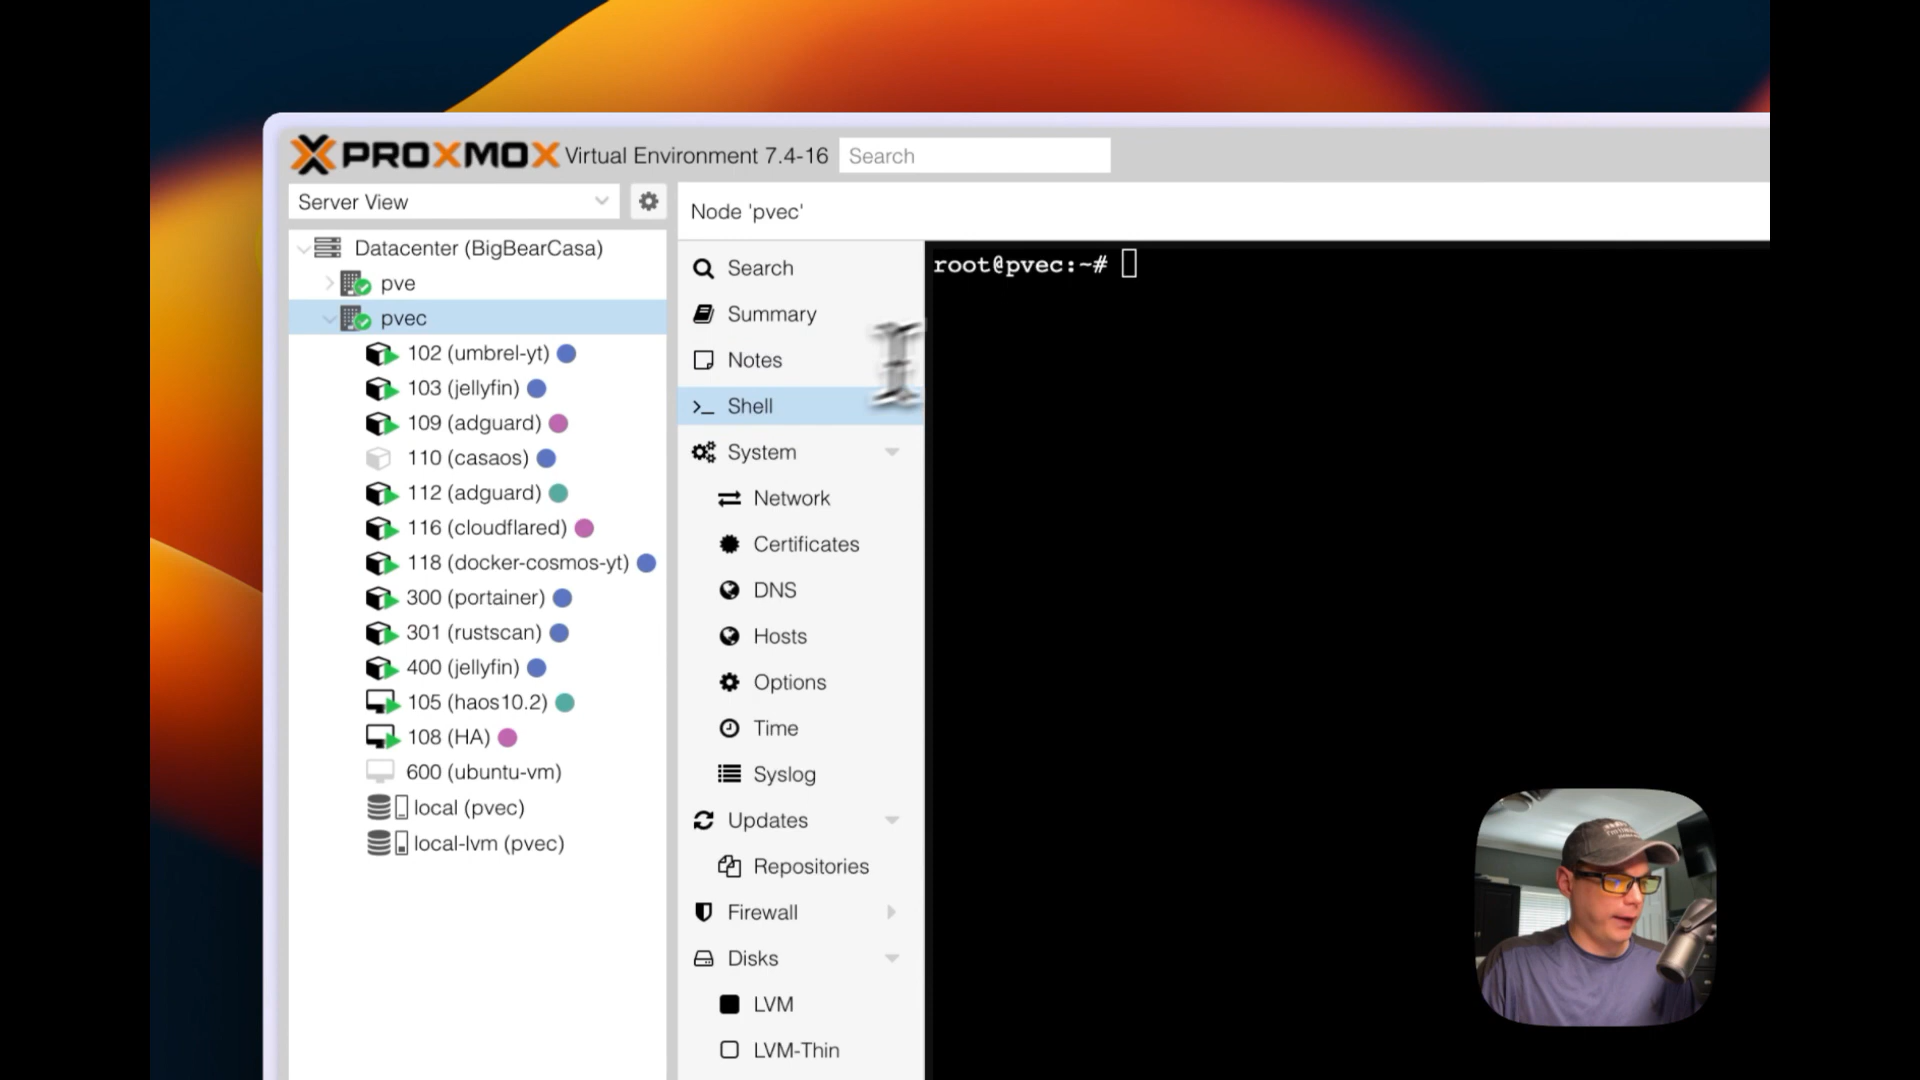 PROXMOX Virtual Environment 7.4-16 Search
Server View
Node 'pvec'
Datacenter (BigBearCasa)
pve
pvec
102 (umbrel-yt)
103 (jellyfin)
109 (adguard)
110 (casaos)
112 (adguard)
116 (cloudflared)
118 (docker-cosmos-yt)
300 (portainer)
301 (rustscan)
400 (jellyfin)
105 (haos10.2)
108 (HA)
600 (ubuntu-vm)
local (pvec)
local-lvm (pvec)
Search
Summary
Notes
>_ Shell
System
Network
Certificates
DNS
Hosts
Options
Time
Syslog
Updates
Repositories
Firewall
Disks
LVM
LVM-Thin
root@pvec:~#